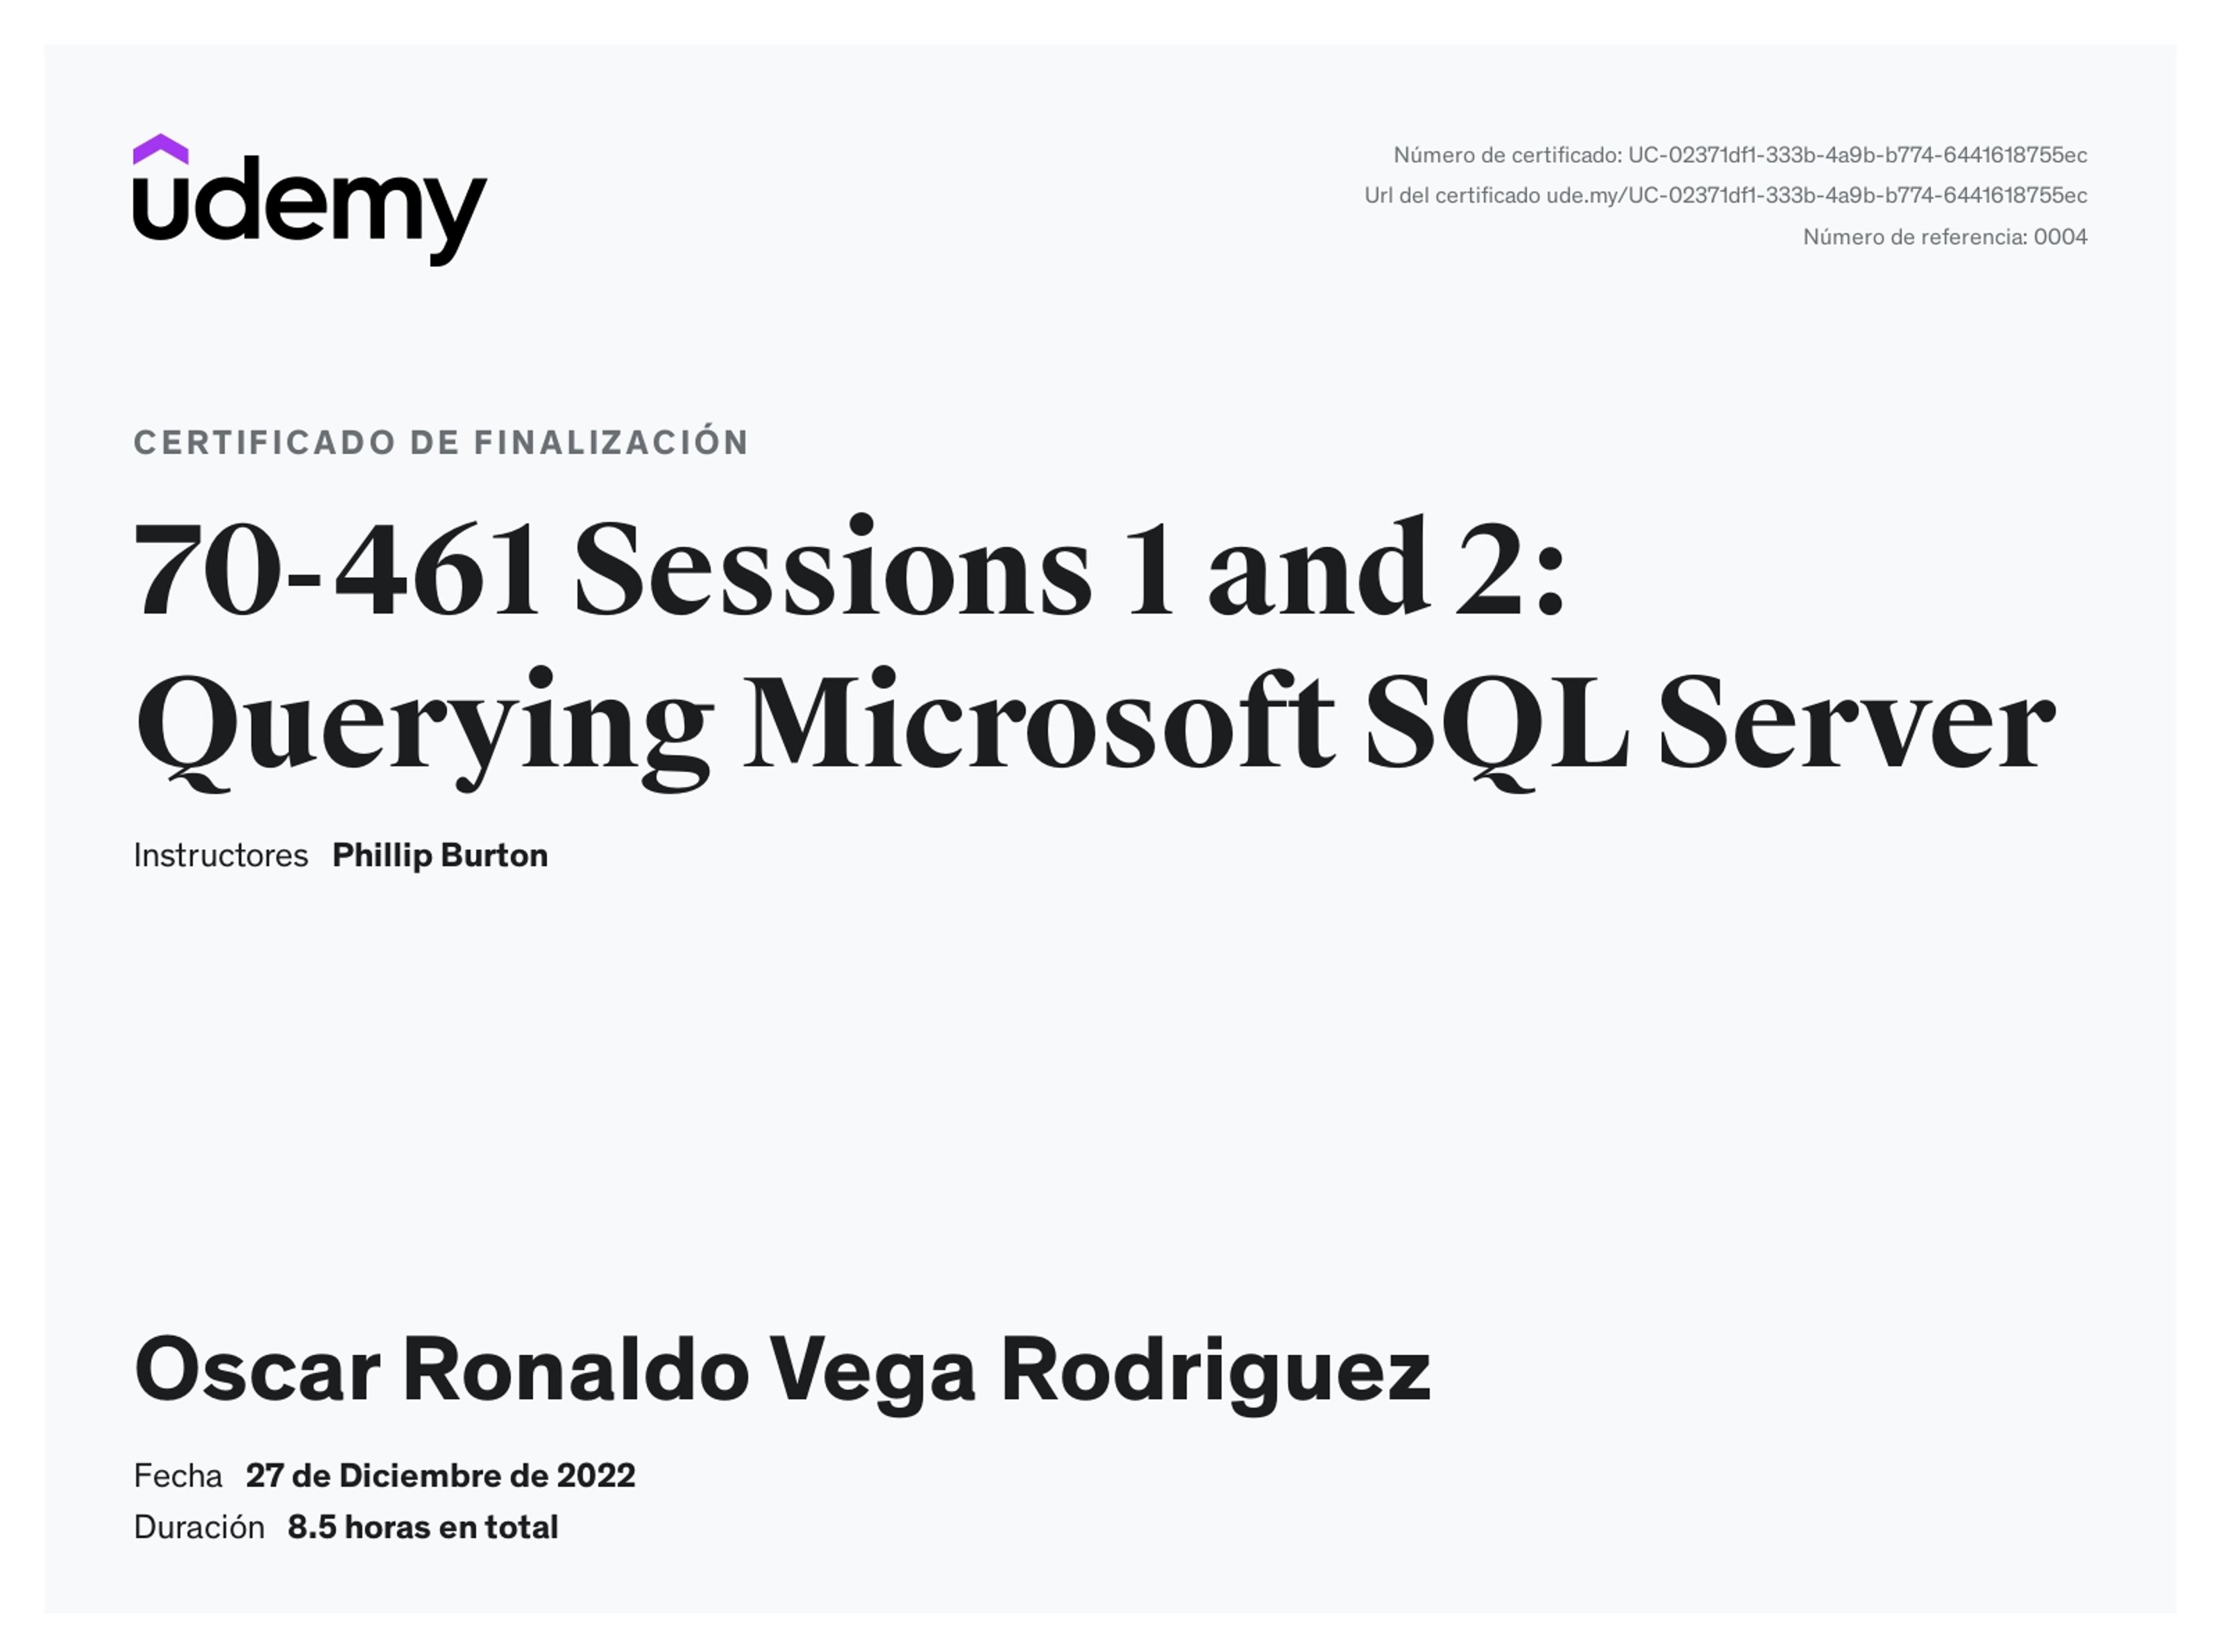 udemy
Número de certificado: UC-02371df1-333b-4a9b-b774-6441618755ec
Url del certificado ude.my/UC-02371df1-333b-4a9b-b774-6441618755ec
Número de referencia: 0004
CERTIFICADO DE FINALIZACIÓN
70-461 Sessions 1 and 2:
Querying Microsoft SQL Server
Instructores Phillip Burton
Oscar Ronaldo Vega Rodriguez
Fecha 27 de Diciembre de 2022
Duración 8.5 horas en total